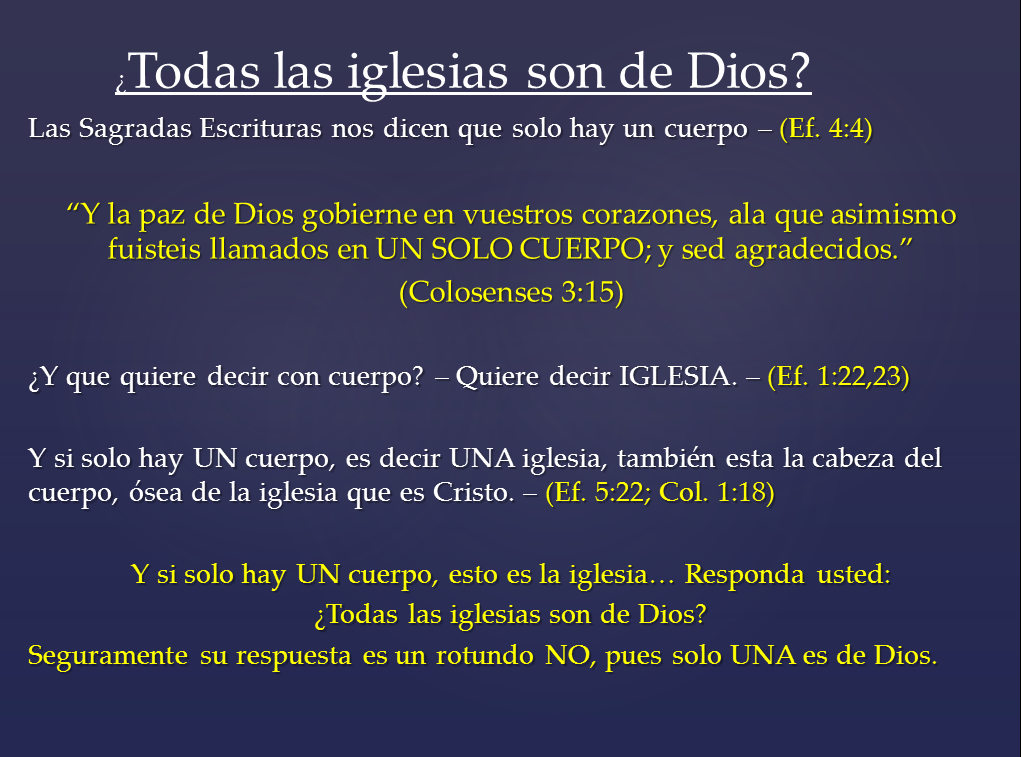 ¿Todas las iglesias son de Dios?
Las Sagradas Escrituras nos dicen que solo hay un cuerpo – (Ef. 4:4)
“Y la paz de Dios gobierne en vuestros corazones, ala que asimismo
fuisteis llamados en UN SOLO CUERPO; y sed agradecidos.”
(Colosenses 3:15)
¿Y que quiere decir con cuerpo? – Quiere decir IGLESIA. – (Ef. 1:22,23)
Y si solo hay UN cuerpo, es decir UNA iglesia, también esta la cabeza del
cuerpo, ósea de la iglesia que es Cristo. – (Ef. 5:22; Col. 1:18)
Y si solo hay UN cuerpo, esto es la iglesia… Responda usted:
¿Todas las iglesias son de Dios?
Seguramente su respuesta es un rotundo NO, pues solo UNA es de Dios.